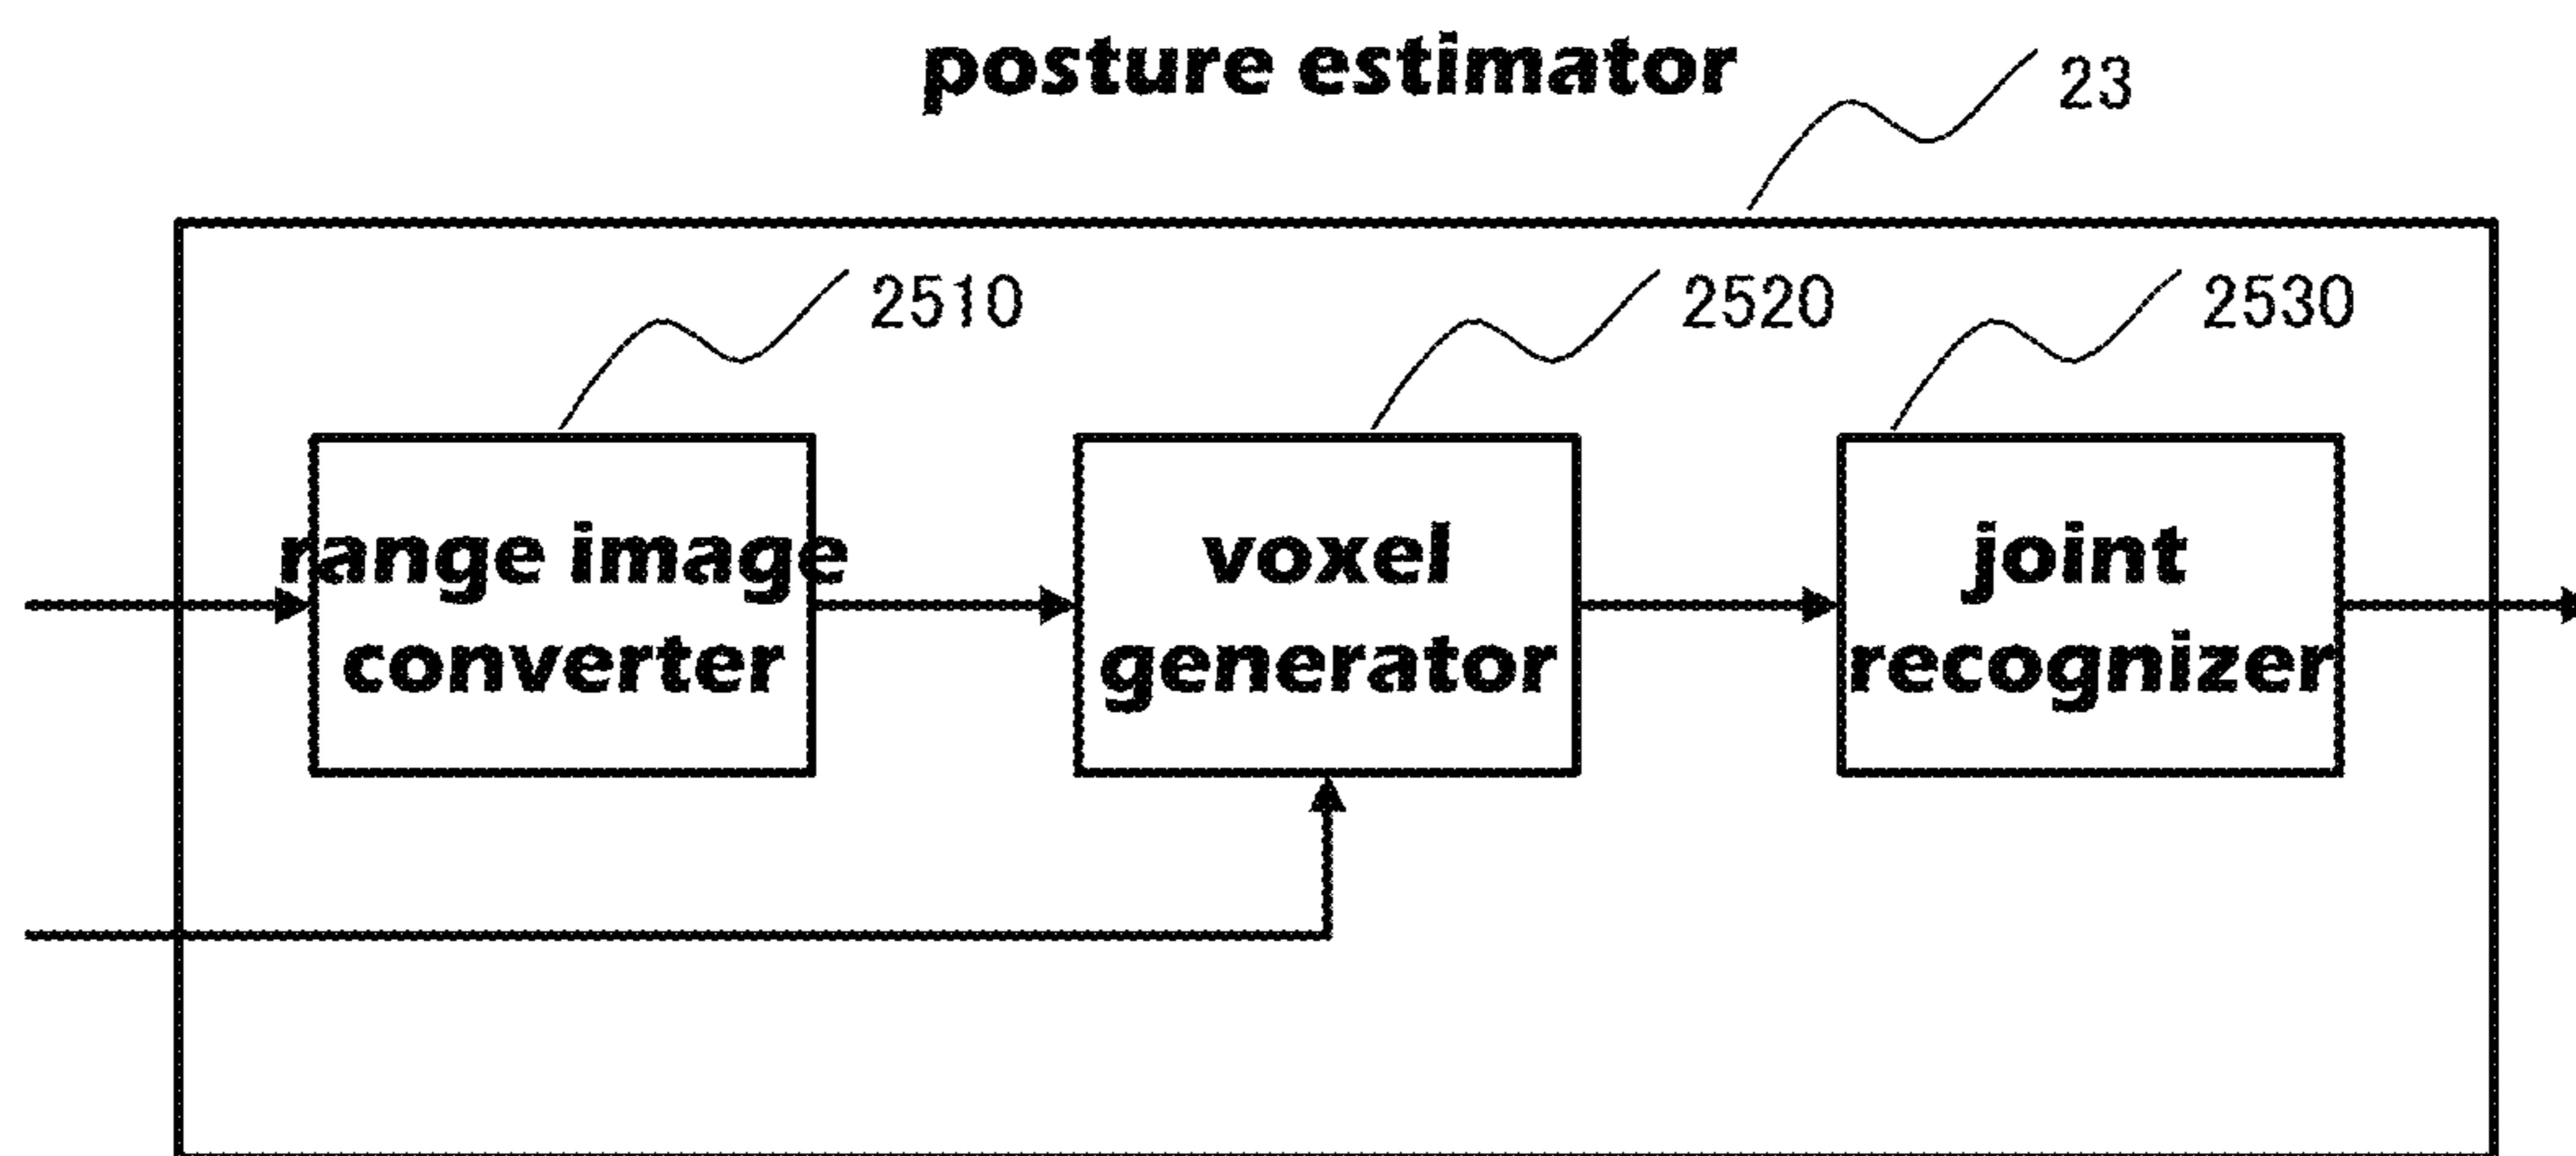 posture estimator
23
2510
2520
2530
range image
converter
voxel
generator
joint
recognizer